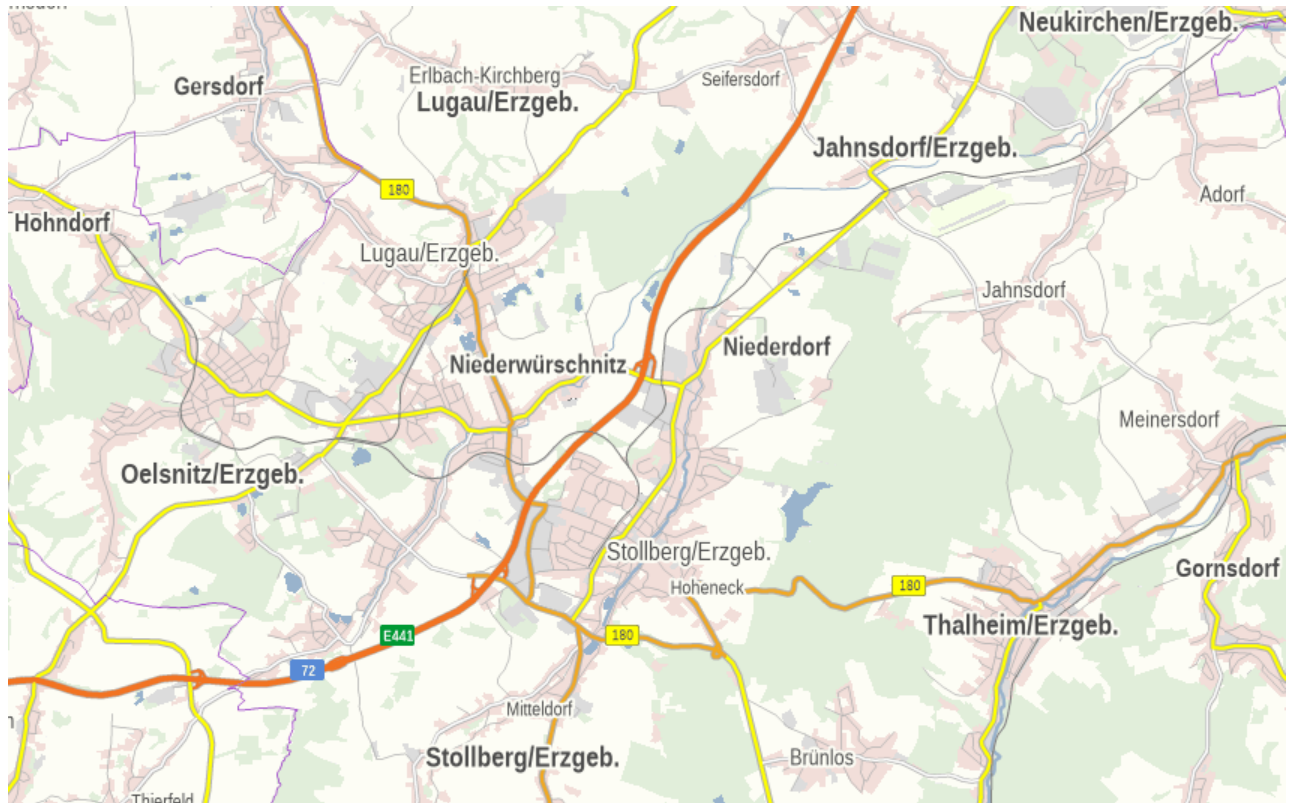 Neukirchen/Erzgeb.
Gersdorf
Erlbach-Kirchberg
Lugau/Erzgeb.
Seifersdorf
Jahnsdorf/Erzgeb.
180
Adorf
Hohndorf
Lugau/Erzgeb.
Jahnsdorf
Niederwürschnitz
Niederdorf
Meinersdorf
Oelsnitz/Erzgeb.
Stollberg/Erzgeb.
Hoheneck
180
Gornsdorf
Thalheim/Erzgeb.
E441
180
72
Mitteldorf
Stollberg/Erzgeb.
Brünlos
Thierfeld